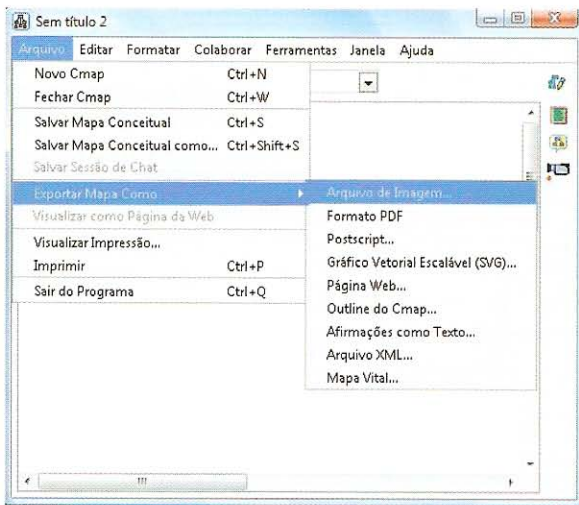 Sem título 2
Arquivo Editar Formatar Colaborar Ferramentas Janela Ajuda
Novo Cmap Ctrl+N
Fechar Cmap Ctrl+W
Salvar Mapa Conceitual Ctrl+S
Salvar Mapa Conceitual como... Ctrl+Shift+S
Salvar Sessão de Chat
Exportar Mapa Como
Visualizar como Página da Web
Visualizar Impressão...
Imprimir Ctrl+P
Sair do Programa Ctrl+Q
Arquivo de Imagem...
Formato PDF
Postscript...
Gráfico Vetorial Escalável (SVG)...
Página Web...
Outline do Cmap...
Afirmações como Texto...
Arquivo XML...
Mapa Vital...